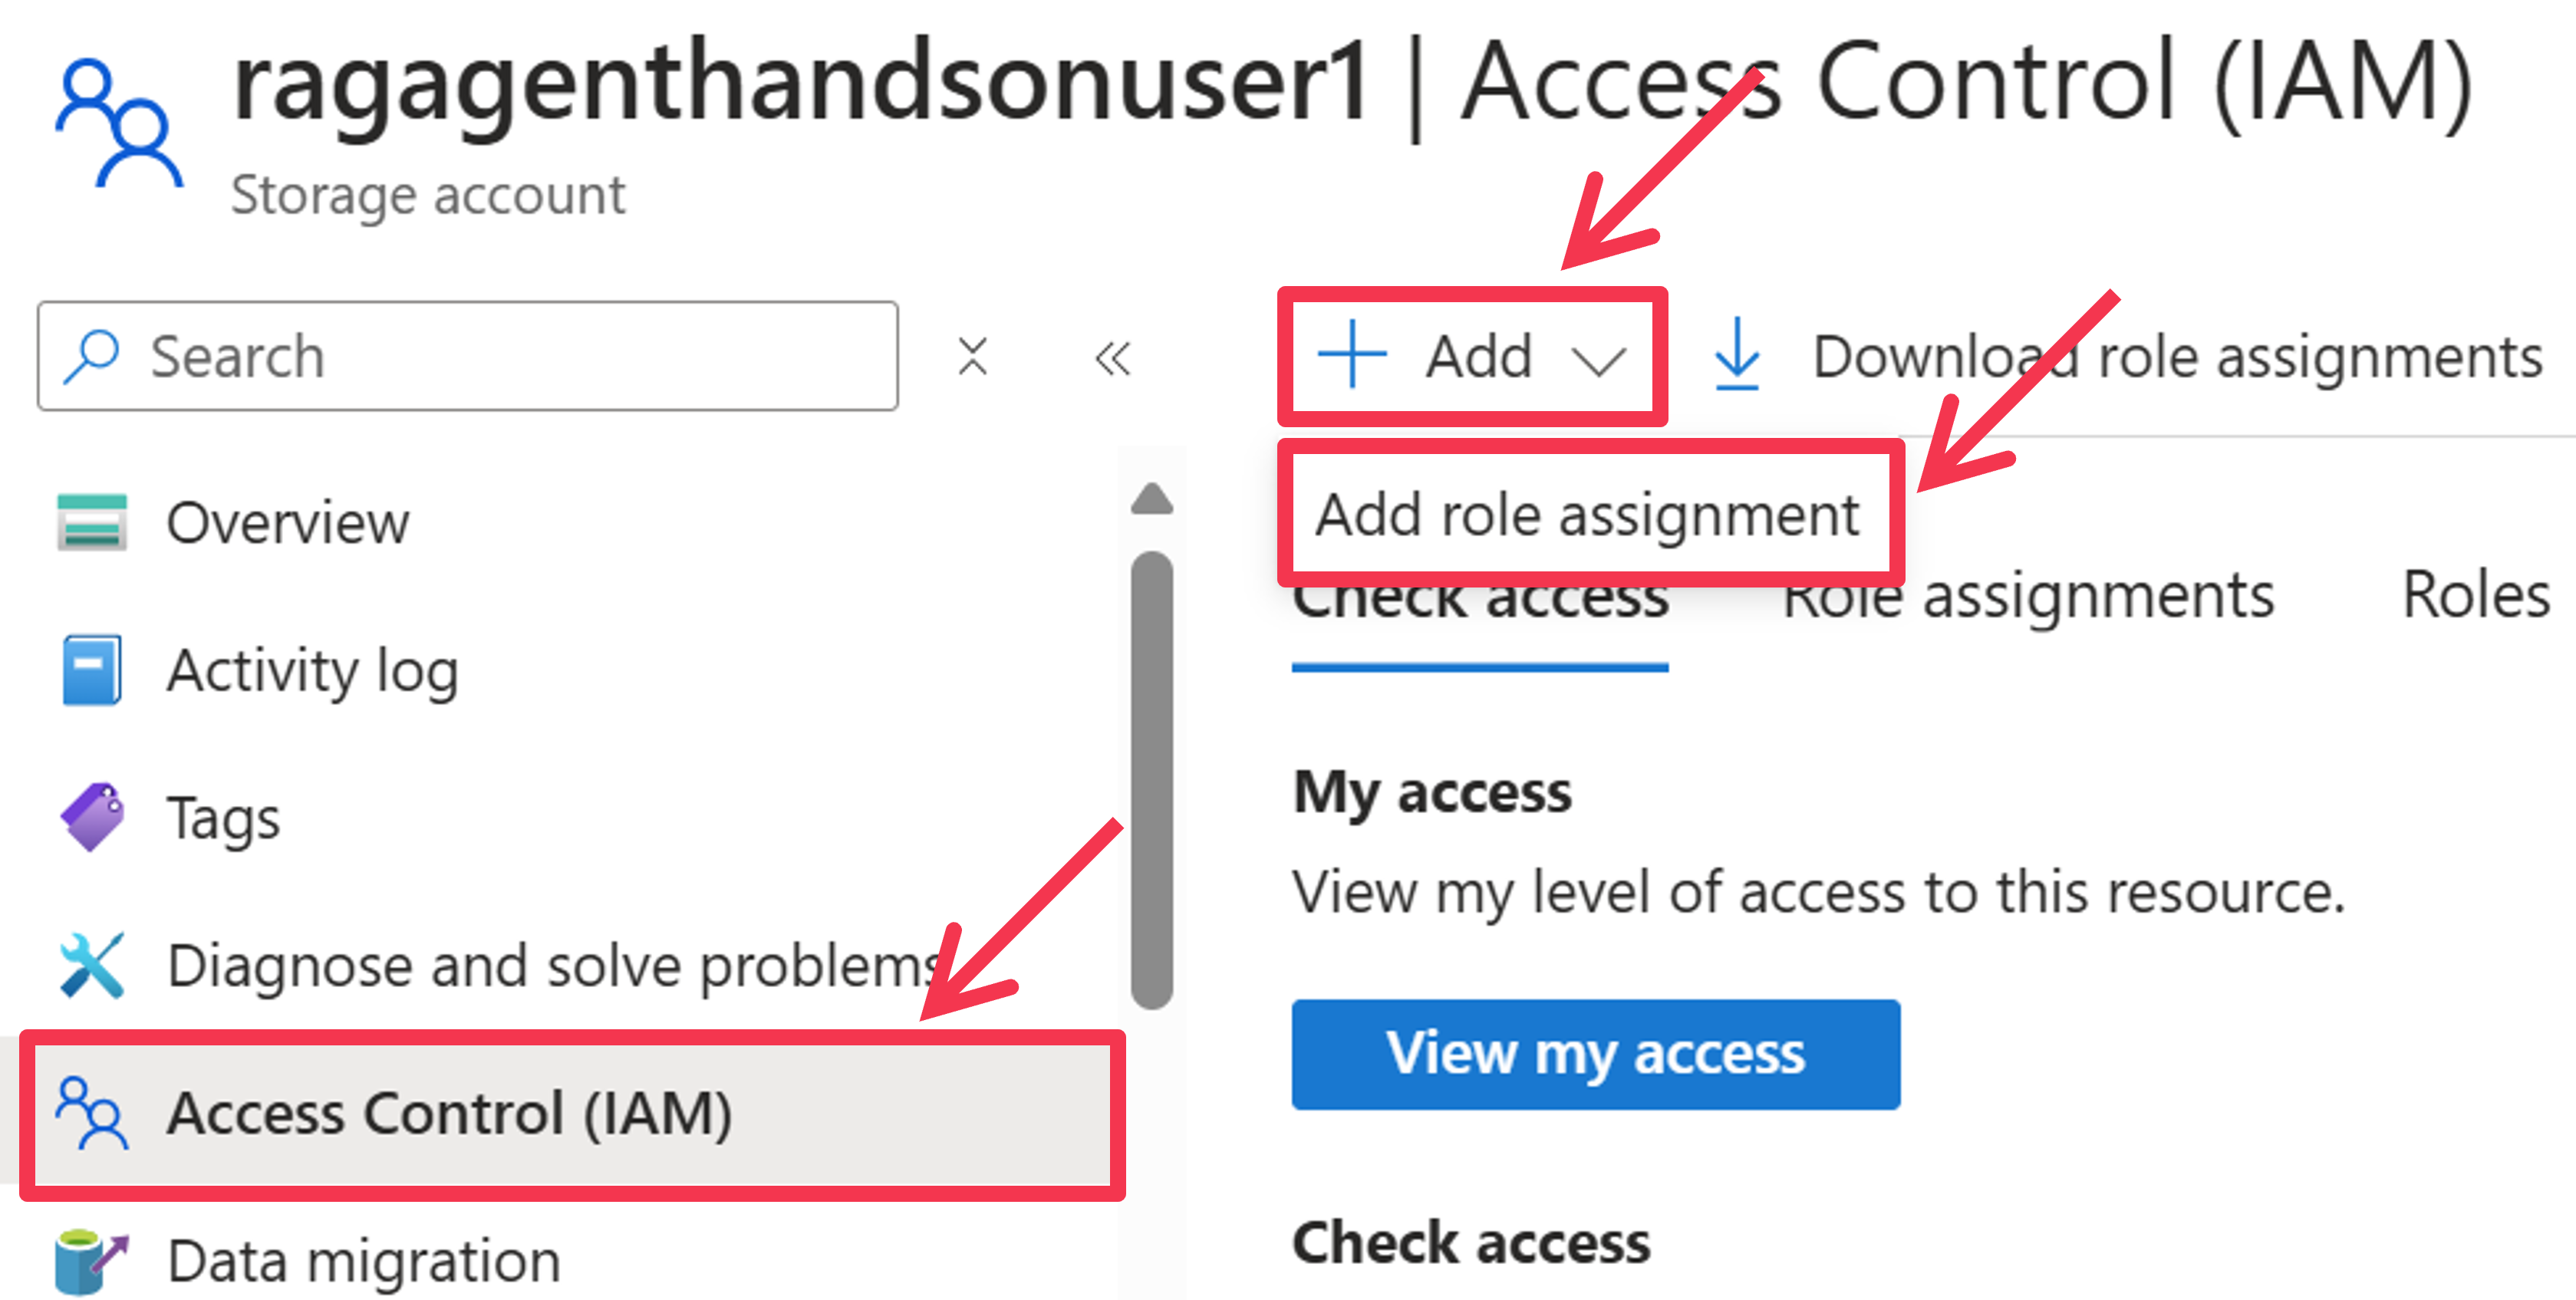 ragagenthandsonuser1 | Access Control (IAM)
Storage account
Search
Overview
Activity log
Tags
Diagnose and solve problems
Access Control (IAM)
Data migration
Add
Download role assignments
Add role assignment
Check access
Role assignments
Roles
My access
View my level of access to this resource.
View my access
Check access